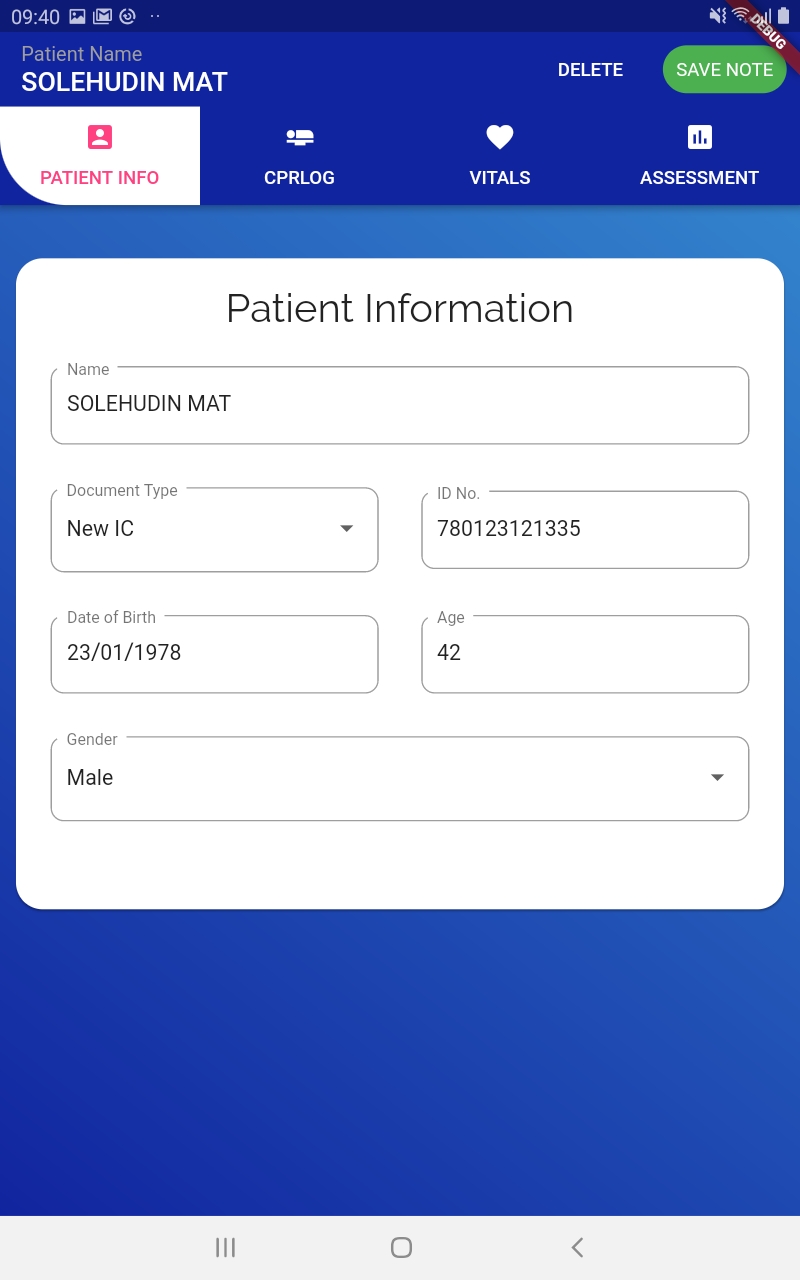 09:40
DEBUG
Patient Name
SOLEHUDIN MAT
DELETE
SAVE NOTE
PATIENT INFO
CPRLOG
VITALS
ASSESSMENT
Patient Information
Name
SOLEHUDIN MAT
Document Type
New IC
ID No.
780123121335
Date of Birth
23/01/1978
Age
42
Gender
Male